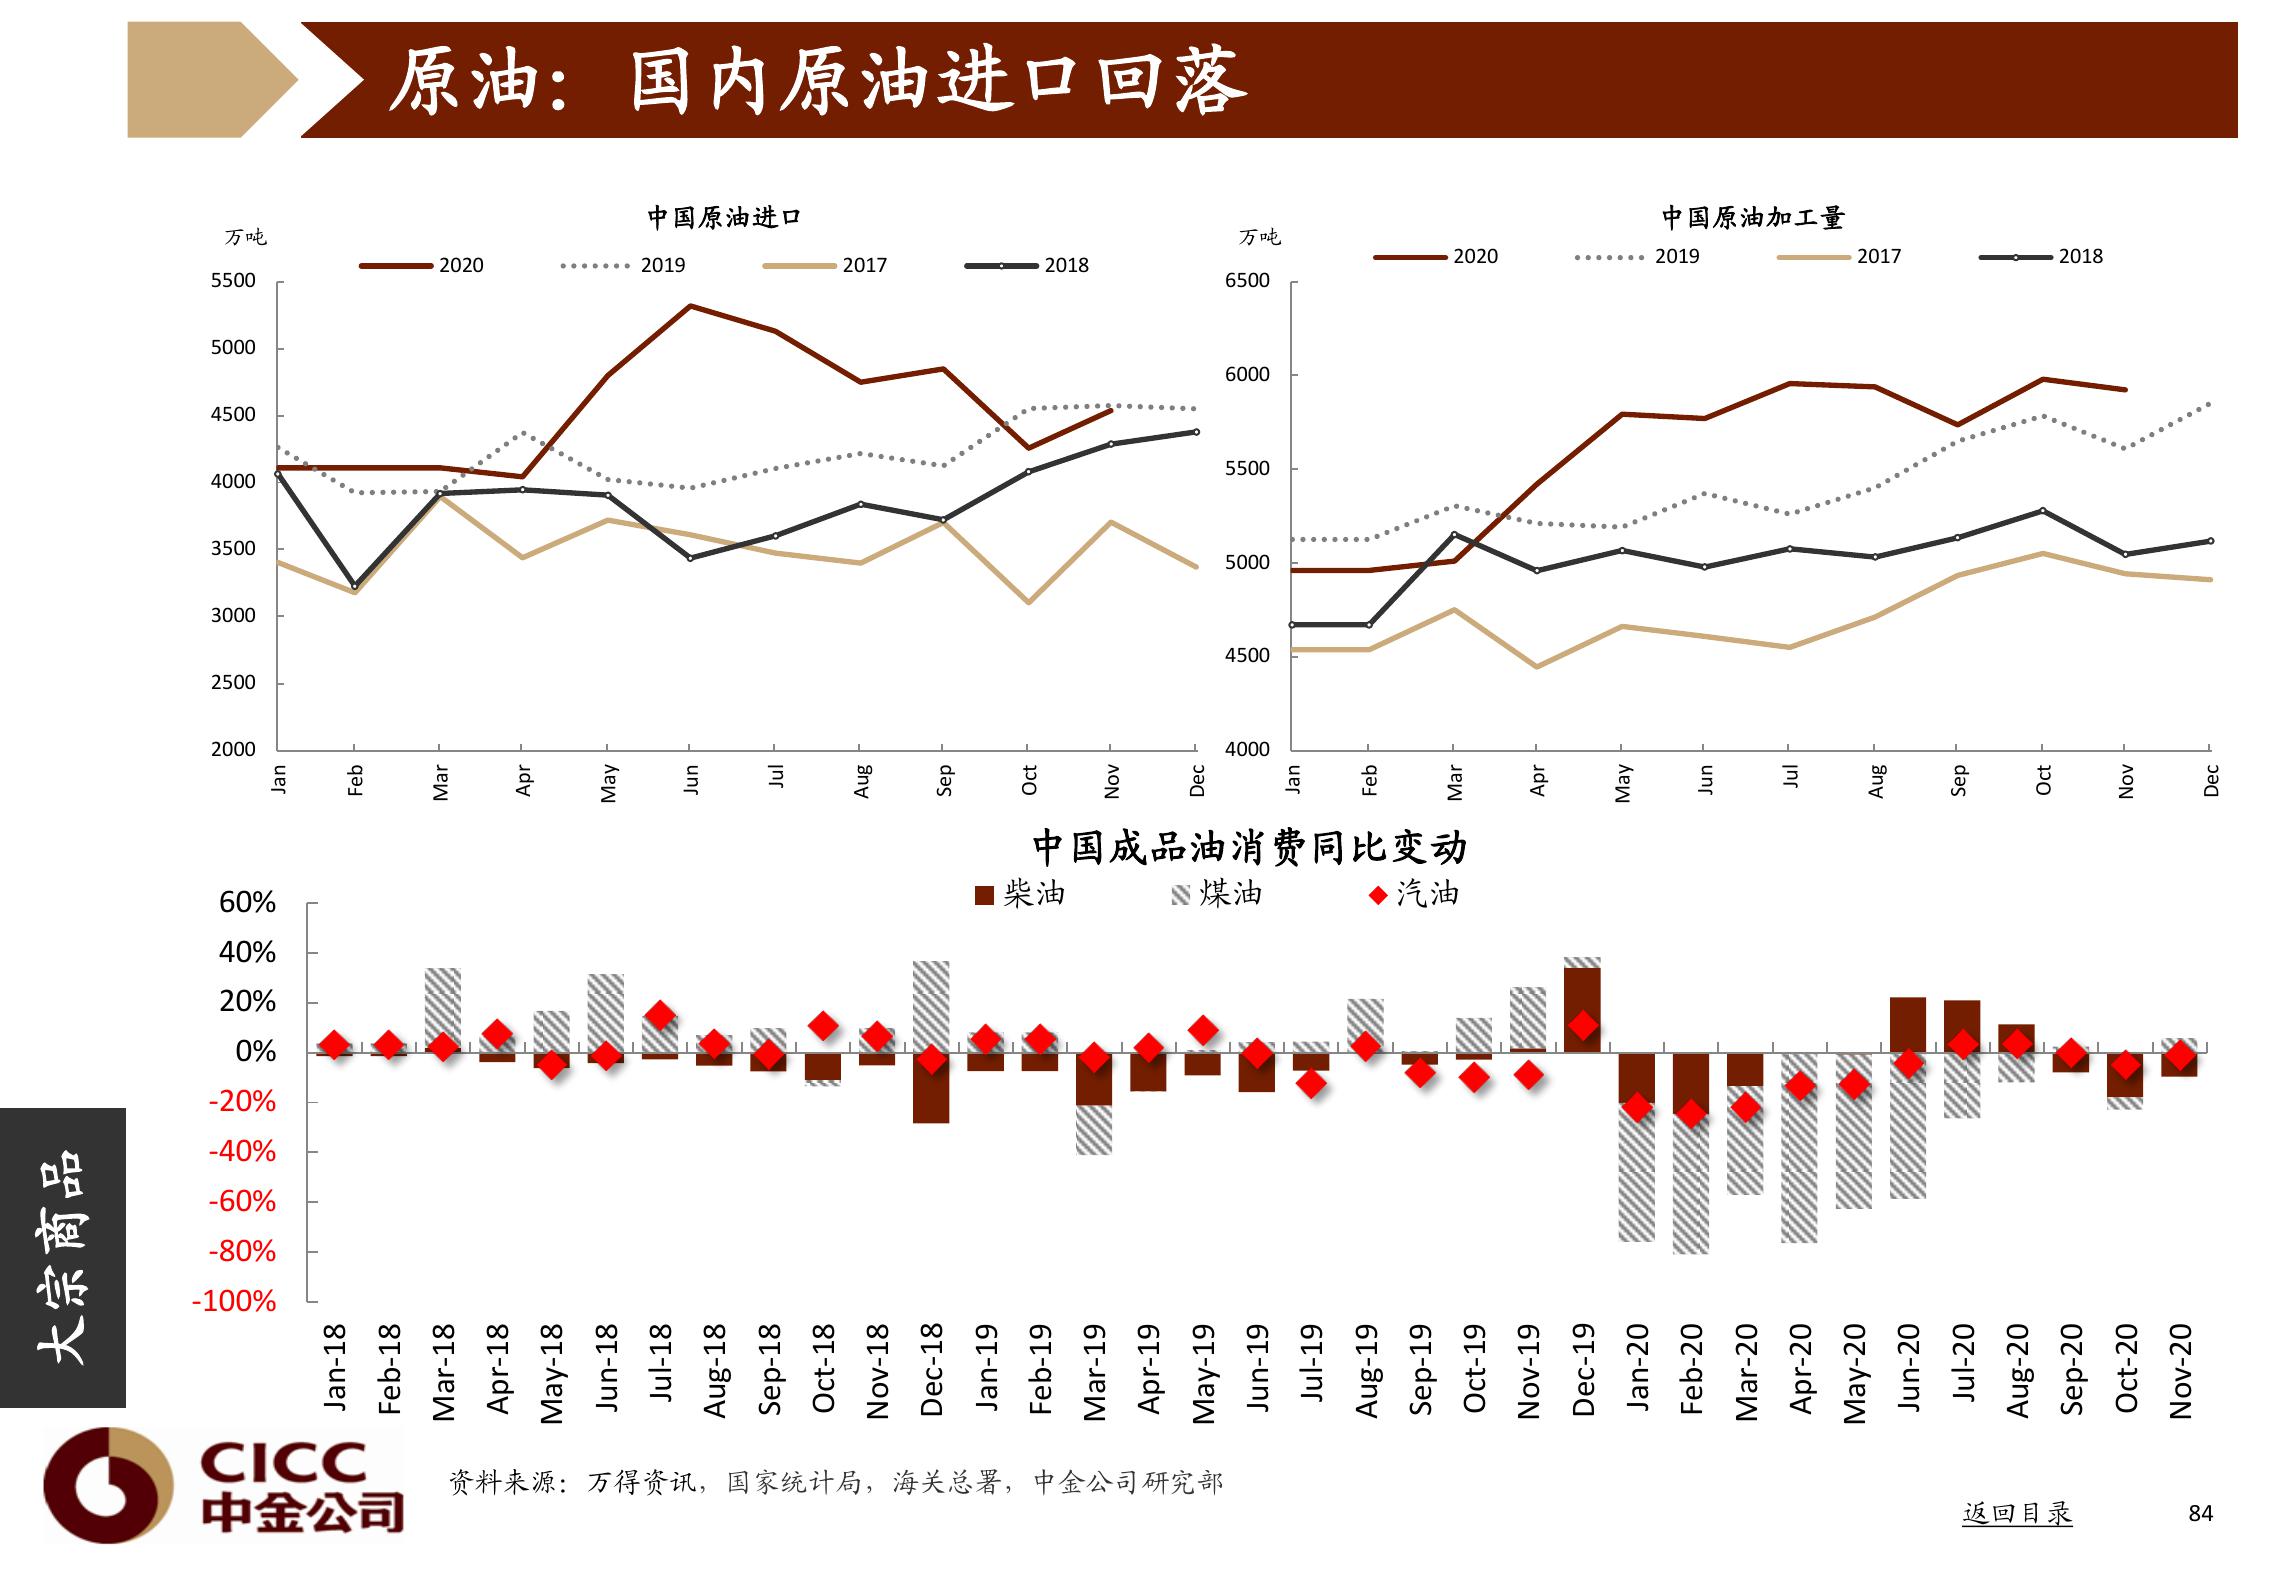 原油：国内原油进口回落
中国原油进口
万吨
2020 2019 2017 2018
5500
5000
4500
4000
3500
3000
2500
2000
Jan Feb Mar Apr May Jun Jul Aug Sep Oct Nov Dec
中国原油加工量
万吨
2020 2019 2017 2018
6500
6000
5500
5000
4500
4000
Jan Feb Mar Apr May Jun Jul Aug Sep Oct Nov Dec
中国成品油消费同比变动
柴油 煤油 汽油
60%
40%
20%
0%
-20%
-40%
-60%
-80%
-100%
Jan-18 Feb-18 Mar-18 Apr-18 May-18 Jun-18 Jul-18 Aug-18 Sep-18 Oct-18 Nov-18 Dec-18 Jan-19 Feb-19 Mar-19 Apr-19 May-19 Jun-19 Jul-19 Aug-19 Sep-19 Oct-19 Nov-19 Dec-19 Jan-20 Feb-20 Mar-20 Apr-20 May-20 Jun-20 Jul-20 Aug-20 Sep-20 Oct-20 Nov-20
大宗商品
CICC
中金公司
资料来源：万得资讯，国家统计局，海关总署，中金公司研究部
返回目录
84